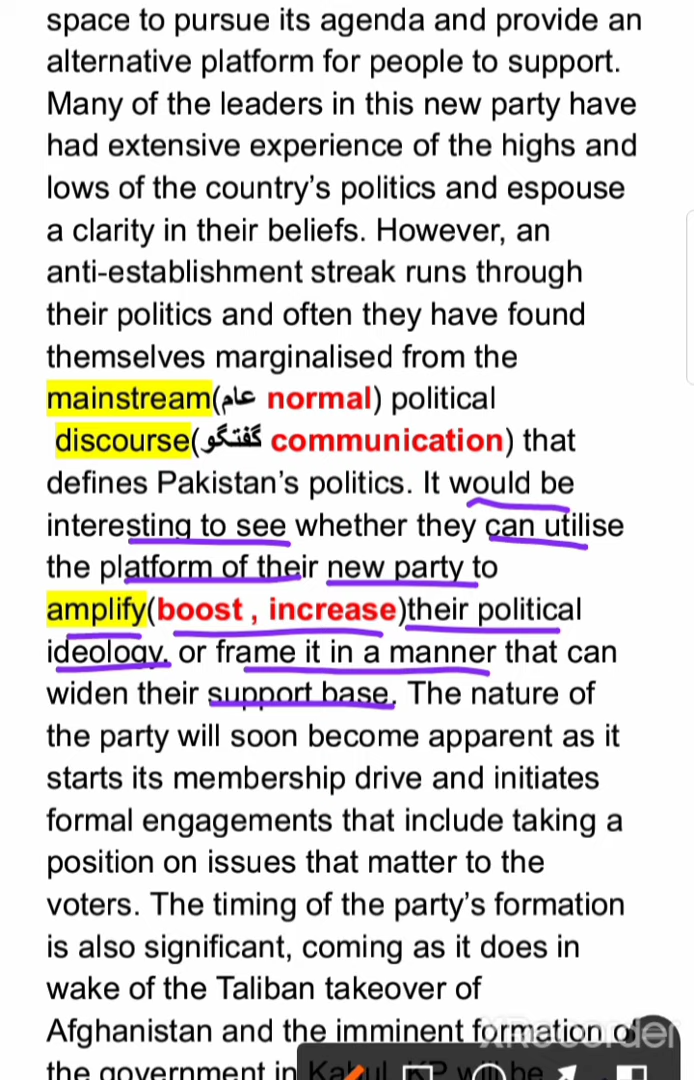 space to pursue its agenda and provide an
alternative platform for people to support.
Many of the leaders in this new party have
had extensive experience of the highs and
lows of the country's politics and espouse
a clarity in their beliefs. However, an
anti-establishment streak runs through
their politics and often they have found
themselves marginalised from the
mainstream(عام normal) political
discourse(گفتگو communication) that
defines Pakistan's politics. It would be
interesting to see whether they can utilise
the platform of their new party to
amplify(boost , increase)their political
ideology, or frame it in a manner that can
widen their support base. The nature of
the party will soon become apparent as it
starts its membership drive and initiates
formal engagements that include taking a
position on issues that matter to the
voters. The timing of the party's formation
is also significant, coming as it does in
wake of the Taliban takeover of
Afghanistan and the imminent formation o
XRecorder
the government in Kabul. KP will be